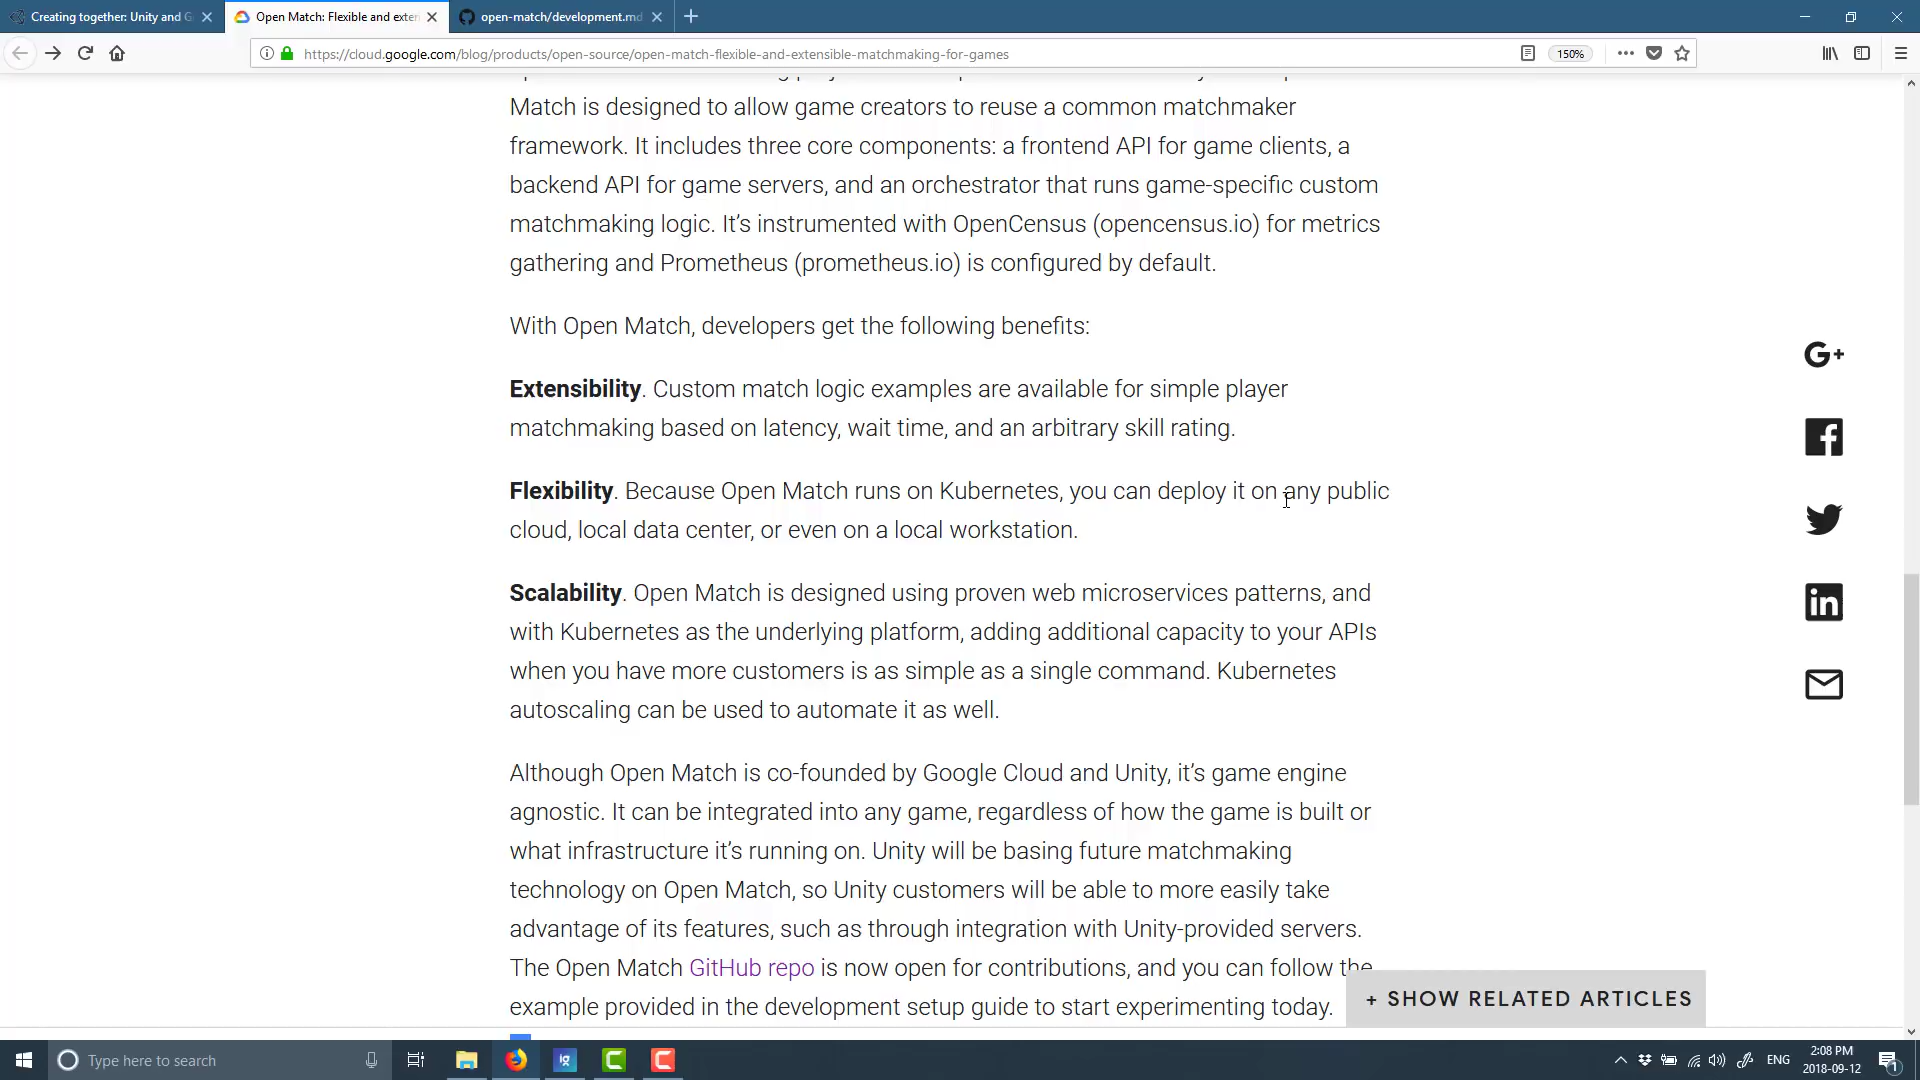 Creating together: Unity and G
Open Match: Flexible and exten
open-match/development.md
https://cloud.google.com/blog/products/open-source/open-match-flexible-and-extensible-matchmaking-for-games
150%
Match is designed to allow game creators to reuse a common matchmaker
framework. It includes three core components: a frontend API for game clients, a
backend API for game servers, and an orchestrator that runs game-specific custom
matchmaking logic. It’s instrumented with OpenCensus (opencensus.io) for metrics
gathering and Prometheus (prometheus.io) is configured by default.
With Open Match, developers get the following benefits:
Extensibility. Custom match logic examples are available for simple player
matchmaking based on latency, wait time, and an arbitrary skill rating.
Flexibility. Because Open Match runs on Kubernetes, you can deploy it on any public
cloud, local data center, or even on a local workstation.
Scalability. Open Match is designed using proven web microservices patterns, and
with Kubernetes as the underlying platform, adding additional capacity to your APIs
when you have more customers is as simple as a single command. Kubernetes
autoscaling can be used to automate it as well.
Although Open Match is co-founded by Google Cloud and Unity, it’s game engine
agnostic. It can be integrated into any game, regardless of how the game is built or
what infrastructure it’s running on. Unity will be basing future matchmaking
technology on Open Match, so Unity customers will be able to more easily take
advantage of its features, such as through integration with Unity-provided servers.
The Open Match GitHub repo is now open for contributions, and you can follow the
example provided in the development setup guide to start experimenting today.
G+
+ SHOW RELATED ARTICLES
Type here to search
ENG
2:08 PM
2018-09-12